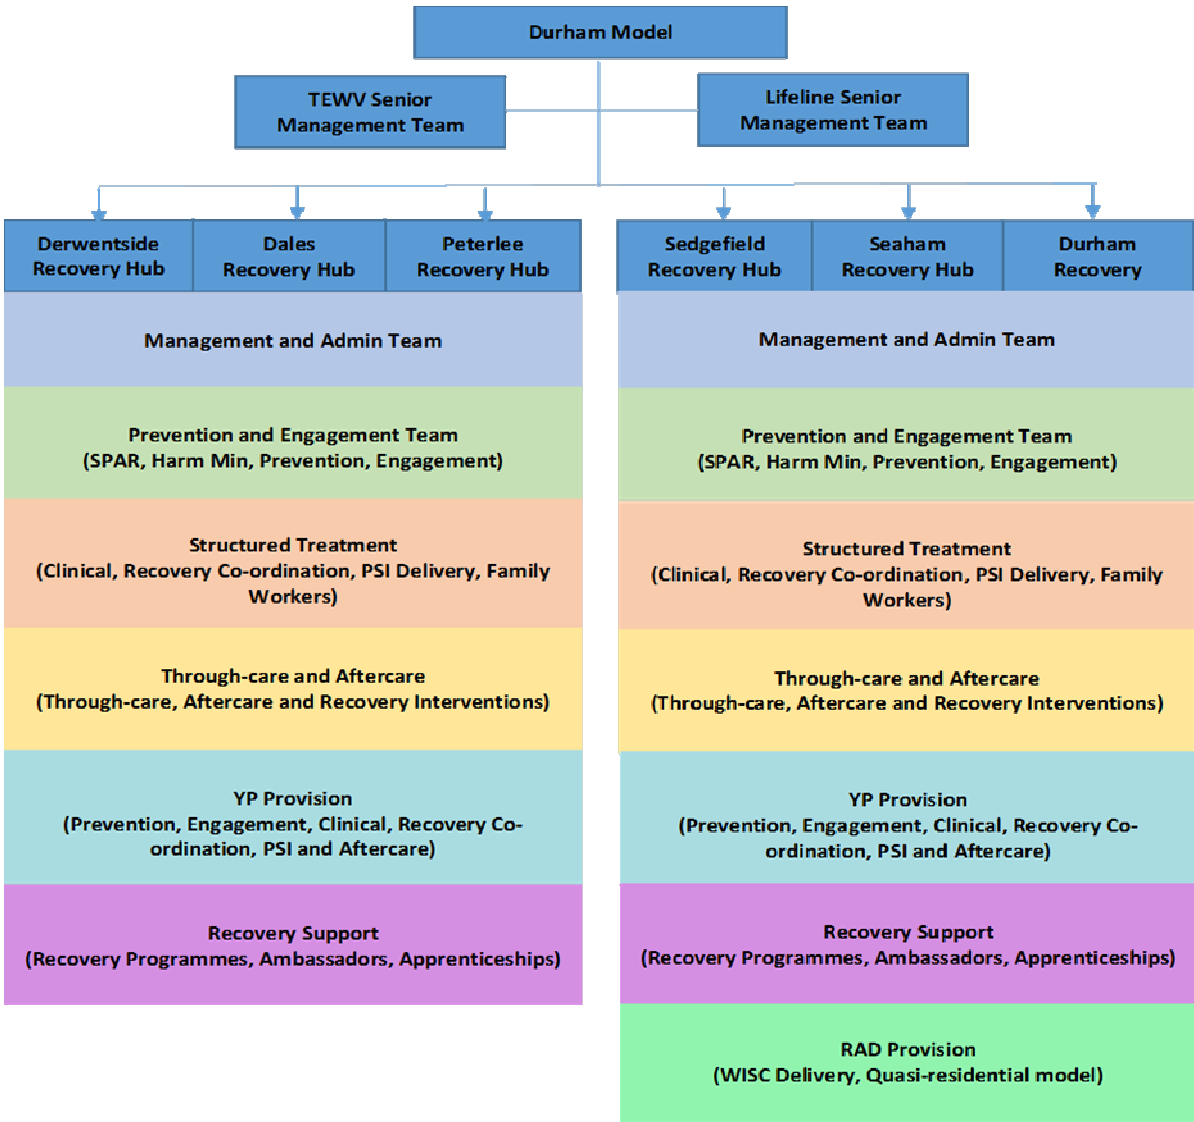 Durham Model
TEWV Senior
Management Team
Lifeline Senior
Management Team
Derwentside
Recovery Hub
Dales
Recovery Hub
Peterlee
Recovery Hub
Sedgefield
Recovery Hub
Seaham
Recovery Hub
Durham
Recovery
Management and Admin Team
Prevention and Engagement Team
(SPAR, Harm Min, Prevention, Engagement)
Structured Treatment
(Clinical, Recovery Co-ordination, PSI Delivery, Family
Workers)
Through-care and Aftercare
(Through-care, Aftercare and Recovery Interventions)
YP Provision
(Prevention, Engagement, Clinical, Recovery Co-
ordination, PSI and Aftercare)
Recovery Support
(Recovery Programmes, Ambassadors, Apprenticeships)
Management and Admin Team
Prevention and Engagement Team
(SPAR, Harm Min, Prevention, Engagement)
Structured Treatment
(Clinical, Recovery Co-ordination, PSI Delivery, Family
Workers)
Through-care and Aftercare
(Through-care, Aftercare and Recovery Interventions)
YP Provision
(Prevention, Engagement, Clinical, Recovery Co-
ordination, PSI and Aftercare)
Recovery Support
(Recovery Programmes, Ambassadors, Apprenticeships)
RAD Provision
(WISC Delivery, Quasi-residential model)